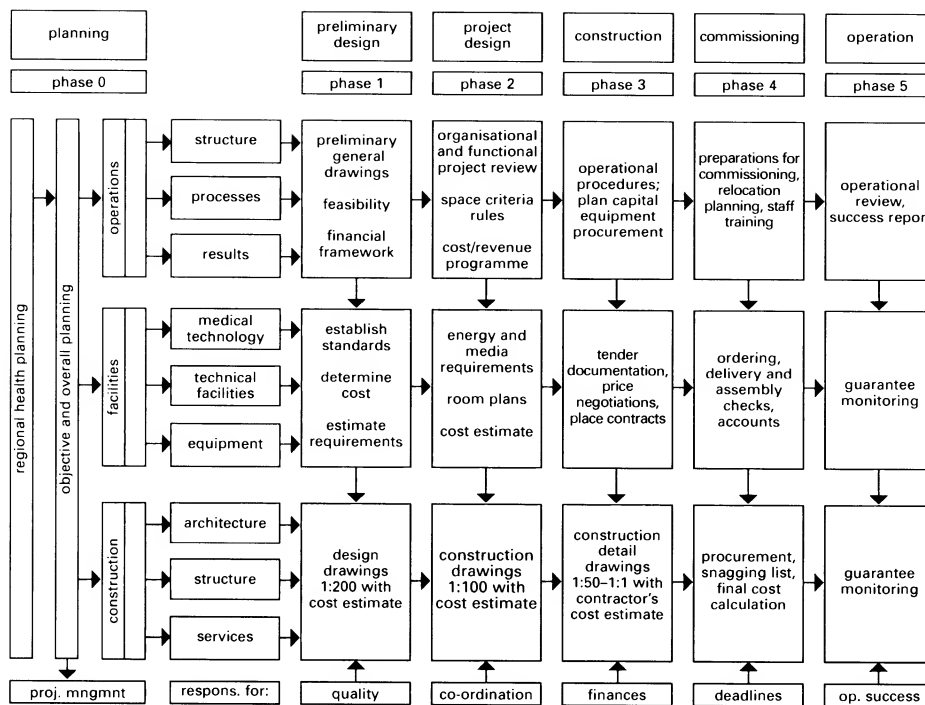 planning
preliminary
design
project
design
construction
commissioning
operation
phase 0
phase 1
phase 2
phase 3
phase 4
phase 5
regional health planning
objective and overall planning
operations
structure
processes
results
preliminary
general
drawings
feasibility
financial
framework
organisational
and functional
project review
space criteria
rules
cost/revenue
programme
operational
procedures;
plan capital
equipment
procurement
preparations for
commissioning,
relocation
planning, staff
training
operational
review,
success report
facilities
medical
technology
technical
facilities
equipment
establish
standards
determine
cost
estimate
requirements
energy and
media
requirements
room plans
cost estimate
tender
documentation,
price
negotiations,
place contracts
ordering,
delivery and
assembly
checks,
accounts
guarantee
monitoring
construction
architecture
structure
services
design
drawings
1:200 with
cost estimate
construction
drawings
1:100 with
cost estimate
construction
detail
drawings
1:50–1:1 with
contractor's
cost estimate
procurement,
snagging list,
final cost
calculation
guarantee
monitoring
proj. mngmnt
respons. for:
quality
co-ordination
finances
deadlines
op. success